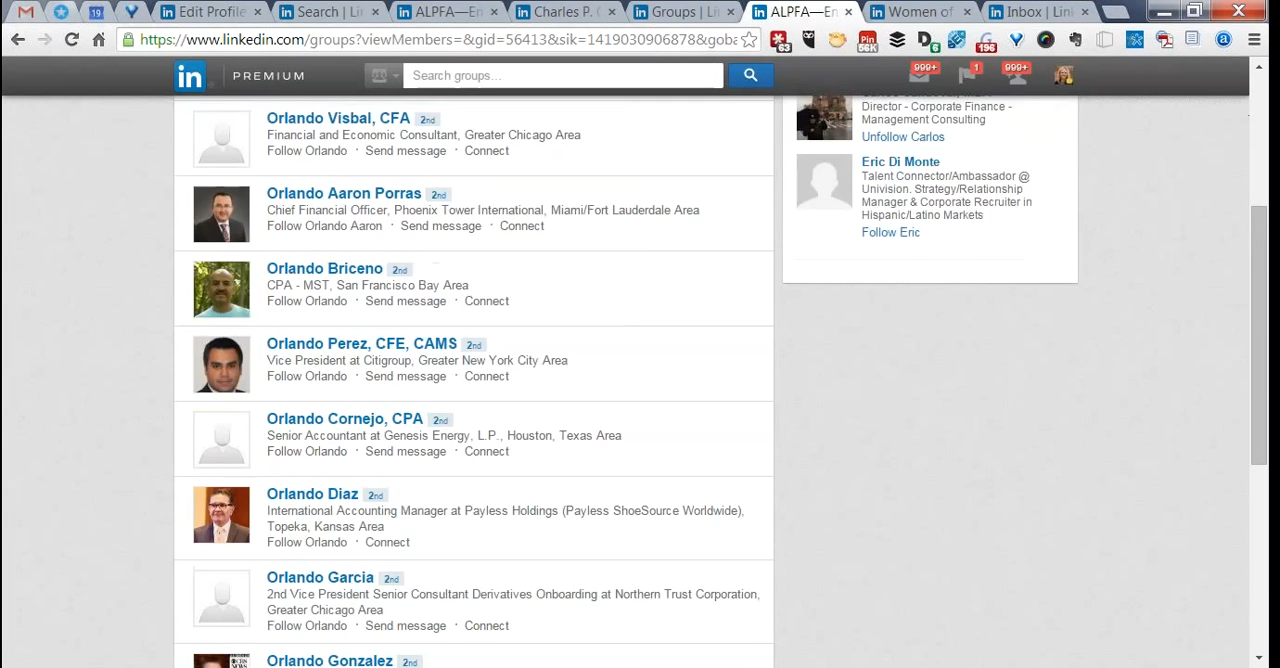 Edit Profile
Search | Li
ALPFA—En
Charles P. C
Groups | Li
ALPFA—En
Women of
Inbox | Lin
https://www.linkedin.com/groups?viewMembers=&gid=56413&sik=1419030906878&goba
19
63
Pin
56K
6
196
in PREMIUM
Search groups...
999+
1
999+
Orlando Visbal, CFA 2nd
Financial and Economic Consultant, Greater Chicago Area
Follow Orlando · Send message · Connect
Orlando Aaron Porras 2nd
Chief Financial Officer, Phoenix Tower International, Miami/Fort Lauderdale Area
Follow Orlando Aaron · Send message · Connect
Orlando Briceno 2nd
CPA - MST, San Francisco Bay Area
Follow Orlando · Send message · Connect
Orlando Perez, CFE, CAMS 2nd
Vice President at Citigroup, Greater New York City Area
Follow Orlando · Send message · Connect
Orlando Cornejo, CPA 2nd
Senior Accountant at Genesis Energy, L.P., Houston, Texas Area
Follow Orlando · Send message · Connect
Orlando Diaz 2nd
International Accounting Manager at Payless Holdings (Payless ShoeSource Worldwide),
Topeka, Kansas Area
Follow Orlando · Connect
Orlando Garcia 2nd
2nd Vice President Senior Consultant Derivatives Onboarding at Northern Trust Corporation,
Greater Chicago Area
Follow Orlando · Send message · Connect
Orlando Gonzalez 2nd
Director - Corporate Finance -
Management Consulting
Unfollow Carlos
Eric Di Monte
Talent Connector/Ambassador @
Univision. Strategy/Relationship
Manager & Corporate Recruiter in
Hispanic/Latino Markets
Follow Eric